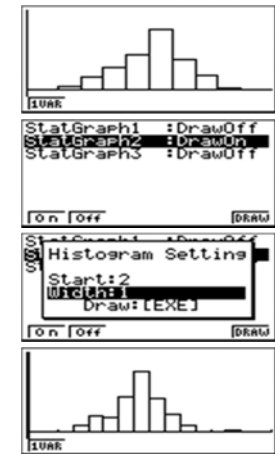 1VAR
StatGraph1 :DrawOff
StatGraph2 :DrawOn
StatGraph3 :DrawOff
On Off DRAW
Histogram Setting
Start:2
Width:1
Draw:[EXE]
On Off DRAW
1VAR